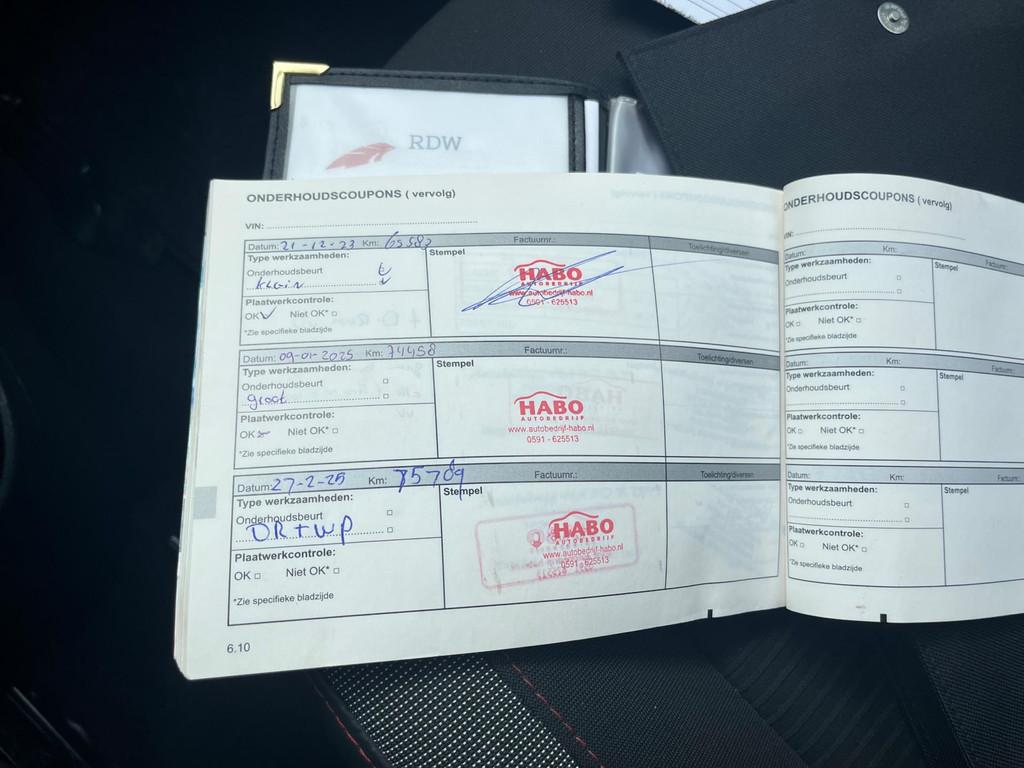 RDW
ONDERHOUDSCOUPONS ( vervolg)
VIN:
Datum: 21-12-23 Km: 65582 Factuurnr.: Toelichting/diversen
Type werkzaamheden: Stempel
Onderhoudsbeurt
klein
Plaatwerkcontrole:
OK Niet OK*
*Zie specifieke bladzijde
HABO
AUTOBEDRIJF
www.autobedrijf-habo.nl
0591 - 625513
Datum: 09-01-2025 Km: 74458 Factuurnr.: Toelichting/diversen
Type werkzaamheden: Stempel
Onderhoudsbeurt
groot
Plaatwerkcontrole:
OK Niet OK*
*Zie specifieke bladzijde
HABO
AUTOBEDRIJF
www.autobedrijf-habo.nl
0591 - 625513
Datum: 27-2-25 Km: 75789 Factuurnr.: Toelichting/diversen
Type werkzaamheden: Stempel
Onderhoudsbeurt
DR+WP
Plaatwerkcontrole:
OK Niet OK*
*Zie specifieke bladzijde
HABO
AUTOBEDRIJF
www.autobedrijf-habo.nl
0591 - 625513
6.10
ONDERHOUDSCOUPONS ( vervolg)
VIN:
Datum: Km: Factuurnr.
Type werkzaamheden: Stempel
Onderhoudsbeurt
Plaatwerkcontrole:
OK Niet OK*
*Zie specifieke bladzijde
Datum: Km: Factuurnr.
Type werkzaamheden: Stempel
Onderhoudsbeurt
Plaatwerkcontrole:
OK Niet OK*
*Zie specifieke bladzijde
Datum: Km: Factuurnr.
Type werkzaamheden: Stempel
Onderhoudsbeurt
Plaatwerkcontrole:
OK Niet OK*
*Zie specifieke bladzijde